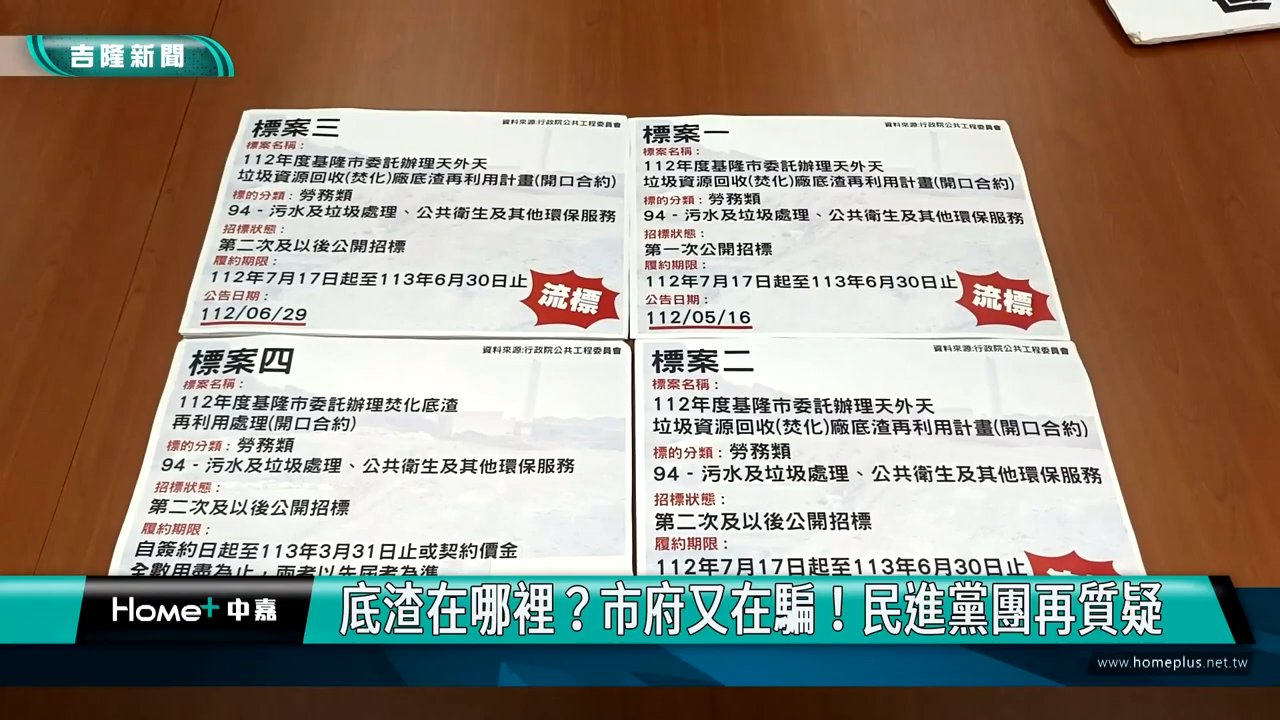 吉隆新聞
標案三
資料來源:行政院公共工程委員會
標案名稱:
112年度基隆市委託辦理天外天
垃圾資源回收(焚化)廠底渣再利用計畫(開口合約)
標的分類:勞務類
94 - 污水及垃圾處理、公共衛生及其他環保服務
招標狀態:
第二次及以後公開招標
履約期限:
112年7月17日起至113年6月30日止
公告日期:
112/06/29
流標
標案一
資料來源:行政院公共工程委員會
標案名稱:
112年度基隆市委託辦理天外天
垃圾資源回收(焚化)廠底渣再利用計畫(開口合約)
標的分類:勞務類
94 - 污水及垃圾處理、公共衛生及其他環保服務
招標狀態:
第一次公開招標
履約期限:
112年7月17日起至113年6月30日止
公告日期:
112/05/16
流標
標案四
資料來源:行政院公共工程委員會
標案名稱:
112年度基隆市委託辦理焚化底渣
再利用處理(開口合約)
標的分類:勞務類
94 - 污水及垃圾處理、公共衛生及其他環保服務
招標狀態:
第二次及以後公開招標
履約期限:
自簽約日起至113年3月31日止或契約價金
全數用盡為止,兩者以先屆者為準
標案二
資料來源:行政院公共工程委員會
標案名稱:
112年度基隆市委託辦理天外天
垃圾資源回收(焚化)廠底渣再利用計畫(開口合約)
標的分類:勞務類
94 - 污水及垃圾處理、公共衛生及其他環保服務
招標狀態:
第二次及以後公開招標
履約期限:
112年7月17日起至113年6月30日止
Home+中嘉
底渣在哪裡?市府又在騙!民進黨團再質疑
www.homeplus.net.tw